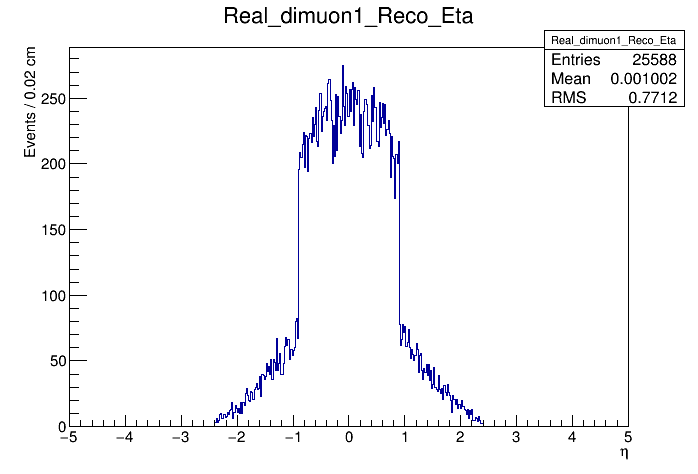 Real_dimuon1_Reco_Eta
Real_dimuon1_Reco_Eta
Entries 25588
Mean 0.001002
RMS 0.7712
Events / 0.02 cm
250
200
150
100
50
0
−5 −4 −3 −2 −1 0 1 2 3 4 5
η